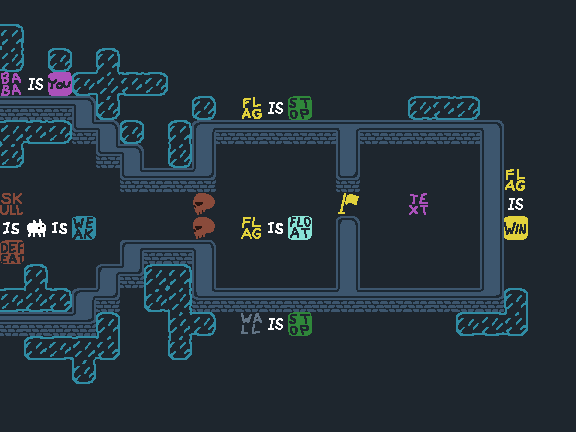 BABA IS YOU
FLAG IS STOP
FLAG
IS
WIN
SKULL
TEXT
IS IS WEAK
FLAG IS FLOAT
DEFEAT
WALL IS STOP